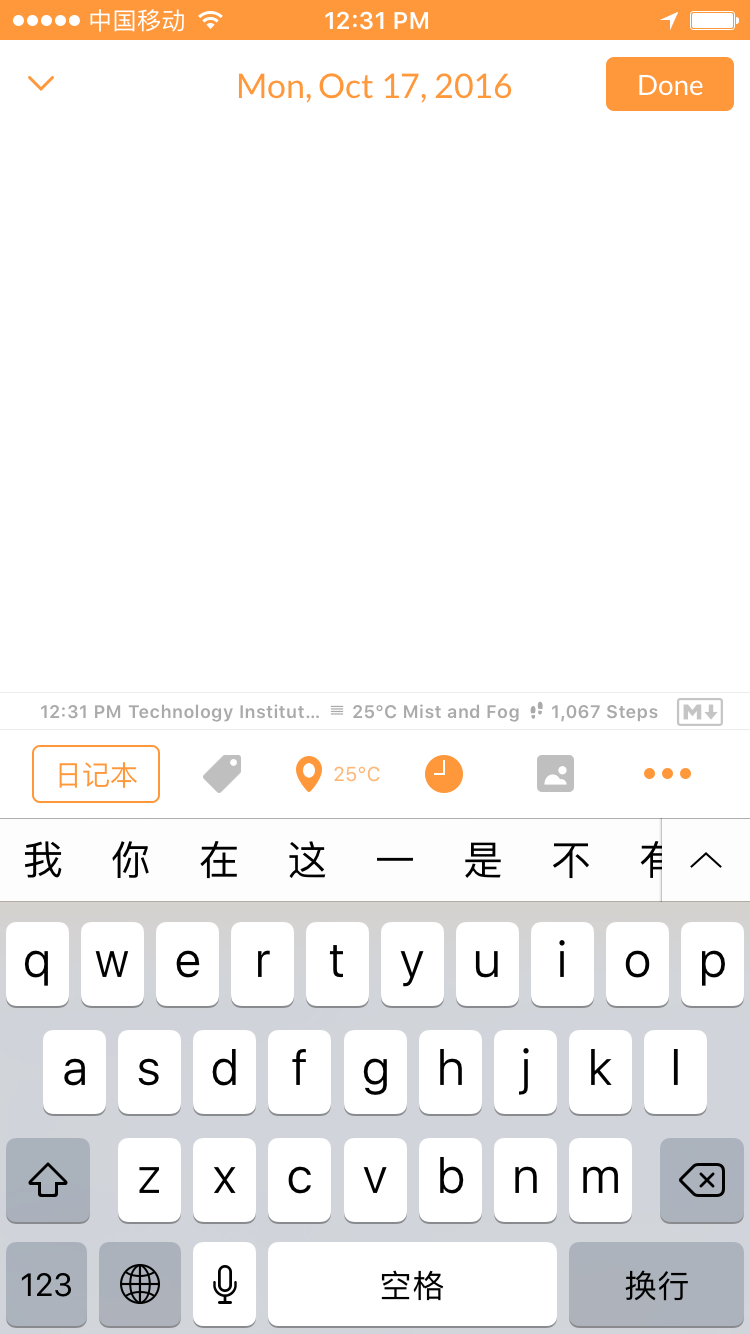 中国移动 12:31 PM
Mon, Oct 17, 2016 Done
12:31 PM Technology Institut... 25°C Mist and Fog 1,067 Steps M
日记本 25°C
我 你 在 这 一 是 不 有
q w e r t y u i o p
a s d f g h j k l
z x c v b n m
123 空格 换行